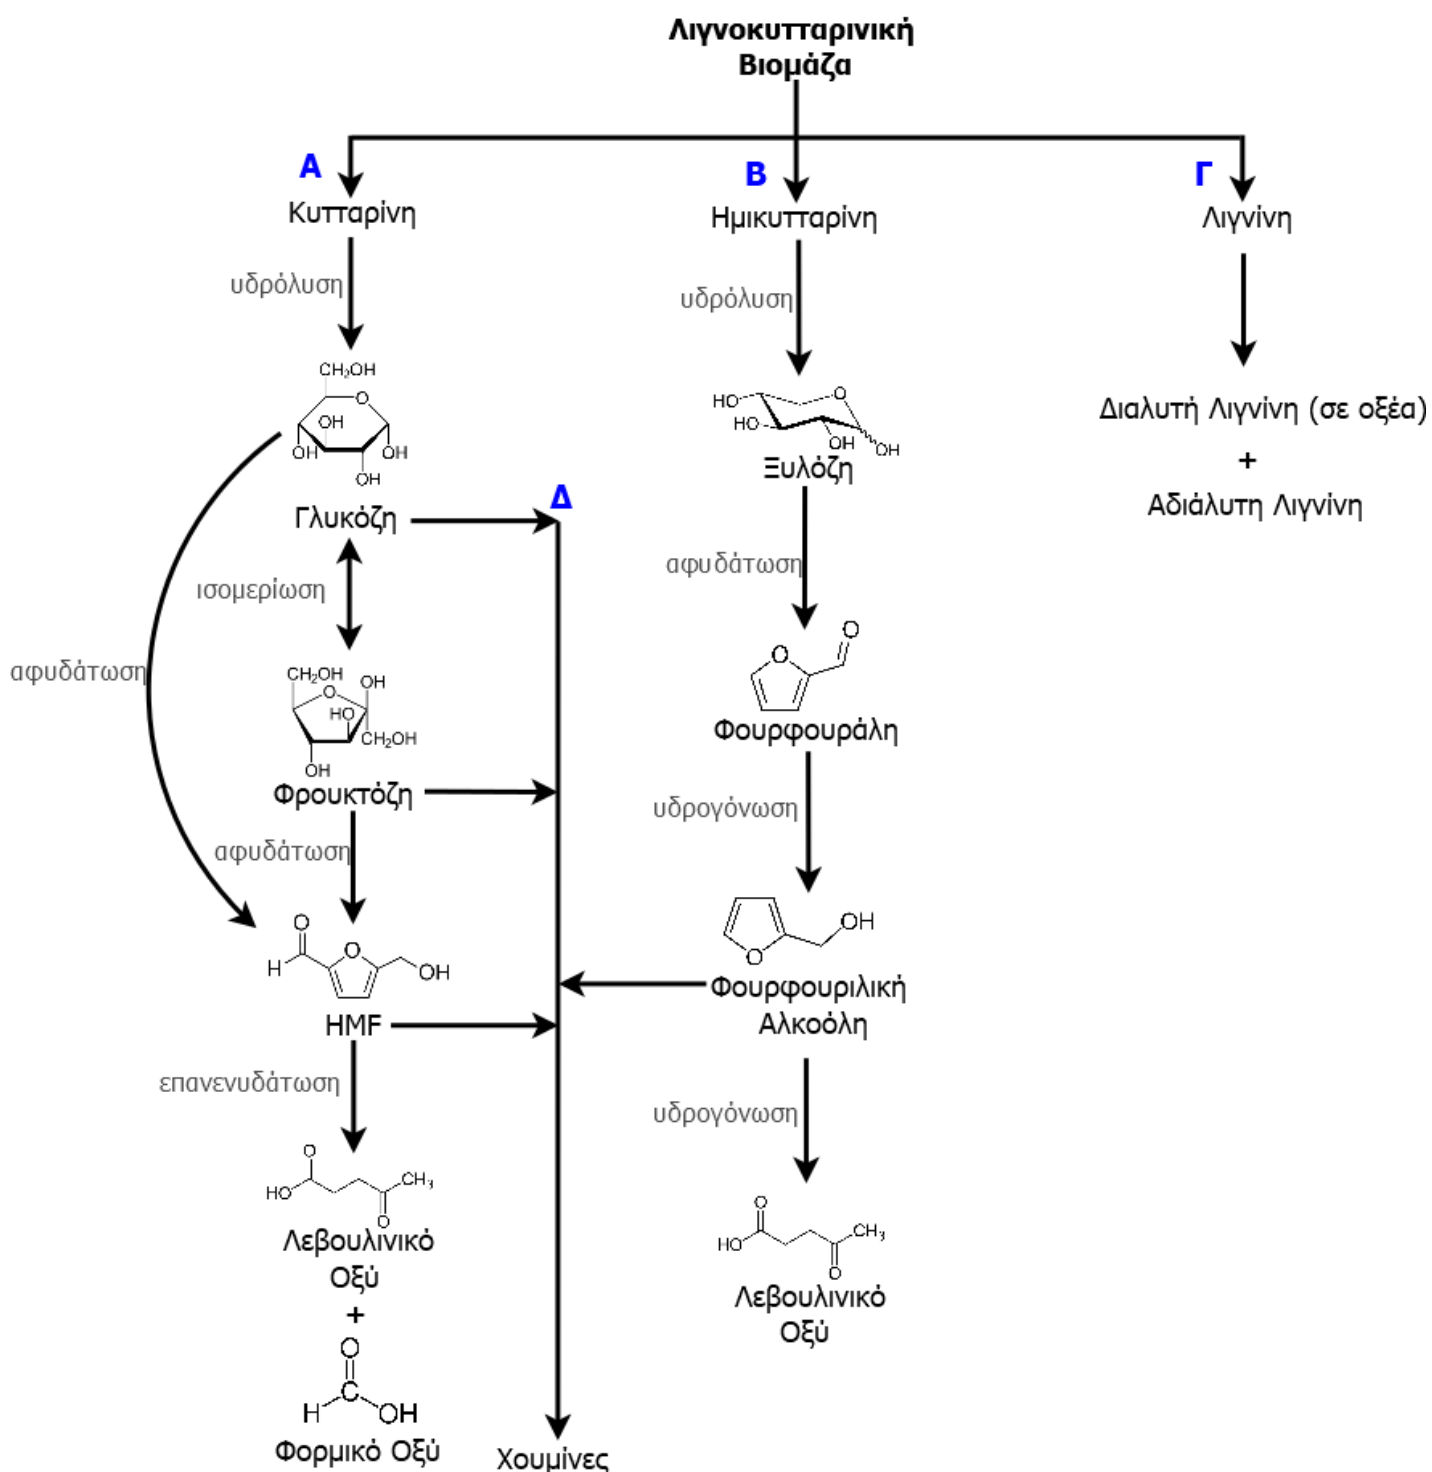 Λιγνοκυτταρινική
Βιομάζα
Α
Β
Γ
Κυτταρίνη
Ημικυτταρίνη
Λιγνίνη
υδρόλυση
υδρόλυση
CH₂OH
O
OH
OH
OH
OH
Γλυκόζη
O
HO
HO
OH
OH
Ξυλόζη
Διαλυτή Λιγνίνη (σε οξέα)
+
Αδιάλυτη Λιγνίνη
Δ
ισομερίωση
αφυδάτωση
αφυδάτωση
CH₂OH
O
OH
HO
CH₂OH
OH
Φρουκτόζη
O
O
Φουρφουράλη
αφυδάτωση
υδρογόνωση
O
H
O
OH
HMF
OH
O
Φουρφουριλική
Αλκοόλη
επανενυδάτωση
υδρογόνωση
O
HO
CH₃
O
Λεβουλινικό
Οξύ
+
O
H
C
OH
Φορμικό Οξύ
O
HO
CH₃
O
Λεβουλινικό
Οξύ
Χουμίνες